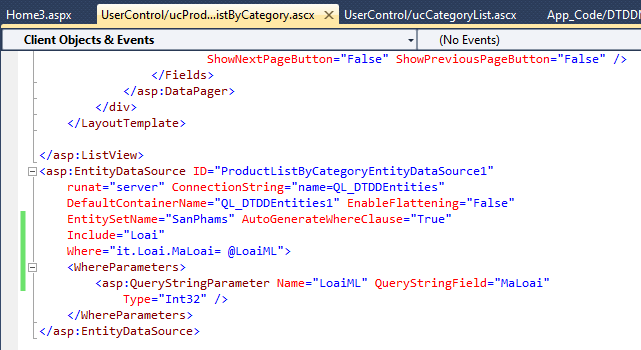 Home3.aspx UserControl/ucProd...istByCategory.ascx × UserControl/ucCategoryList.ascx App_Code/DTDD
Client Objects & Events (No Events)
ShowNextPageButton="False" ShowPreviousPageButton="False" />
</Fields>
</asp:DataPager>
</div>
</LayoutTemplate>
</asp:ListView>
<asp:EntityDataSource ID="ProductListByCategoryEntityDataSource1"
runat="server" ConnectionString="name=QL_DTDDEntities"
DefaultContainerName="QL_DTDDEntities1" EnableFlattening="False"
EntitySetName="SanPhams" AutoGenerateWhereClause="True"
Include="Loai"
Where="it.Loai.MaLoai= @LoaiML">
<WhereParameters>
<asp:QueryStringParameter Name="LoaiML" QueryStringField="MaLoai"
Type="Int32" />
</WhereParameters>
</asp:EntityDataSource>